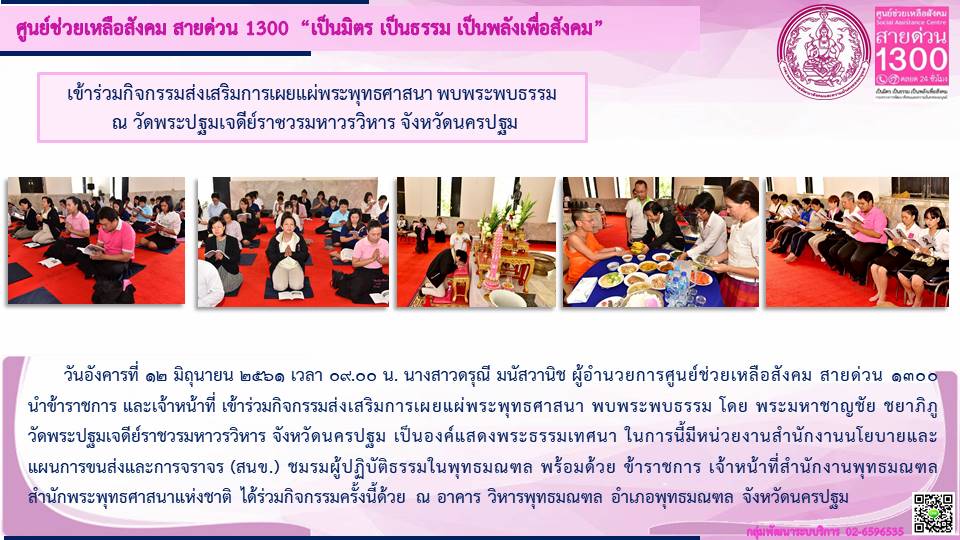 ศูนย์ช่วยเหลือสังคม สายด่วน 1300 “เป็นมิตร เป็นธรรม เป็นพลังเพื่อสังคม”
ศูนย์ช่วยเหลือสังคม
Social Assistance Centre
สายด่วน
1300
ตลอด 24 ชั่วโมง
เป็นมิตร เป็นธรรม เป็นพลังเพื่อสังคม
เข้าร่วมกิจกรรมส่งเสริมการเผยแผ่พระพุทธศาสนา พบพระพบธรรม
ณ วัดพระปฐมเจดีย์ราชวรมหาวรวิหาร จังหวัดนครปฐม
วันอังคารที่ ๑๒ มิถุนายน ๒๕๖๑ เวลา ๐๙.๐๐ น. นางสาวดรุณี มนัสวานิช ผู้อำนวยการศูนย์ช่วยเหลือสังคม สายด่วน ๑๓๐๐
นำข้าราชการ และเจ้าหน้าที่ เข้าร่วมกิจกรรมส่งเสริมการเผยแผ่พระพุทธศาสนา พบพระพบธรรม โดย พระมหาชาญชัย ชยาภิภู
วัดพระปฐมเจดีย์ราชวรมหาวรวิหาร จังหวัดนครปฐม เป็นองค์แสดงพระธรรมเทศนา ในการนี้มีหน่วยงานสำนักงานนโยบายและ
แผนการขนส่งและการจราจร (สนข.) ชมรมผู้ปฏิบัติธรรมในพุทธมณฑล พร้อมด้วย ข้าราชการ เจ้าหน้าที่สำนักงานพุทธมณฑล
สำนักพระพุทธศาสนาแห่งชาติ ได้ร่วมกิจกรรมครั้งนี้ด้วย ณ อาคาร วิหารพุทธมณฑล อำเภอพุทธมณฑล จังหวัดนครปฐม
กลุ่มพัฒนาระบบบริการ 02-6596535